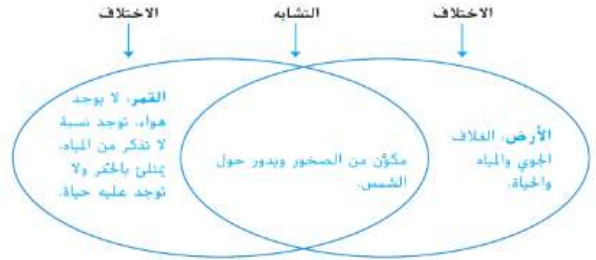 الاختلاف
التشابه
الاختلاف
الأرض، الغلاف
الجوي والمياه
والحياة.
مكوَّن من الصخور ويدور حول
الشمس.
القمر، لا يوجد
هواء، توجد نسبة
لا تذكر من المياه،
يمتلئ بالحفر ولا
توجد عليه حياة.